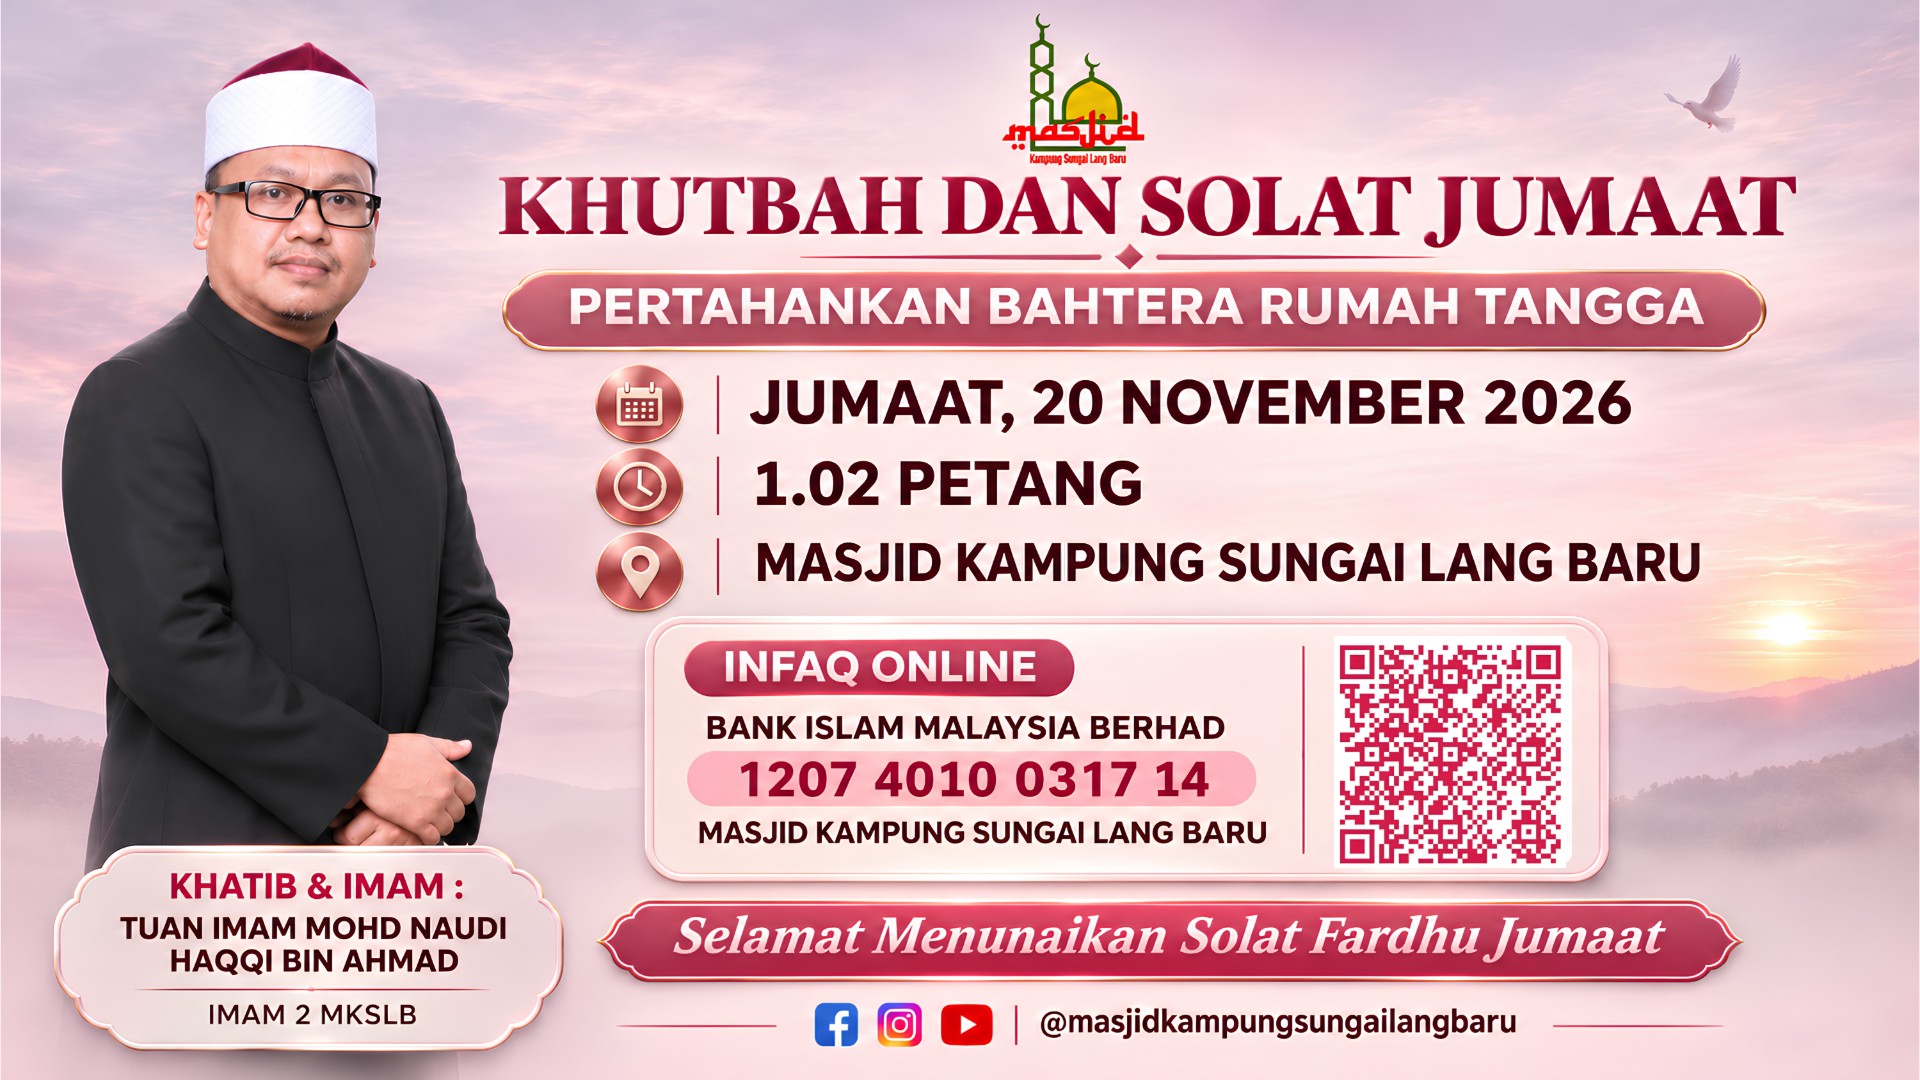 masjid
Kampung Sungai Lang Baru
KHUTBAH DAN SOLAT JUMAAT
PERTAHANKAN BAHTERA RUMAH TANGGA
JUMAAT, 20 NOVEMBER 2026
1.02 PETANG
MASJID KAMPUNG SUNGAI LANG BARU
INFAQ ONLINE
BANK ISLAM MALAYSIA BERHAD
1207 4010 0317 14
MASJID KAMPUNG SUNGAI LANG BARU
KHATIB & IMAM :
TUAN IMAM MOHD NAUDI
HAQQI BIN AHMAD
IMAM 2 MKSLB
Selamat Menunaikan Solat Fardhu Jumaat
@masjidkampungsungailangbaru